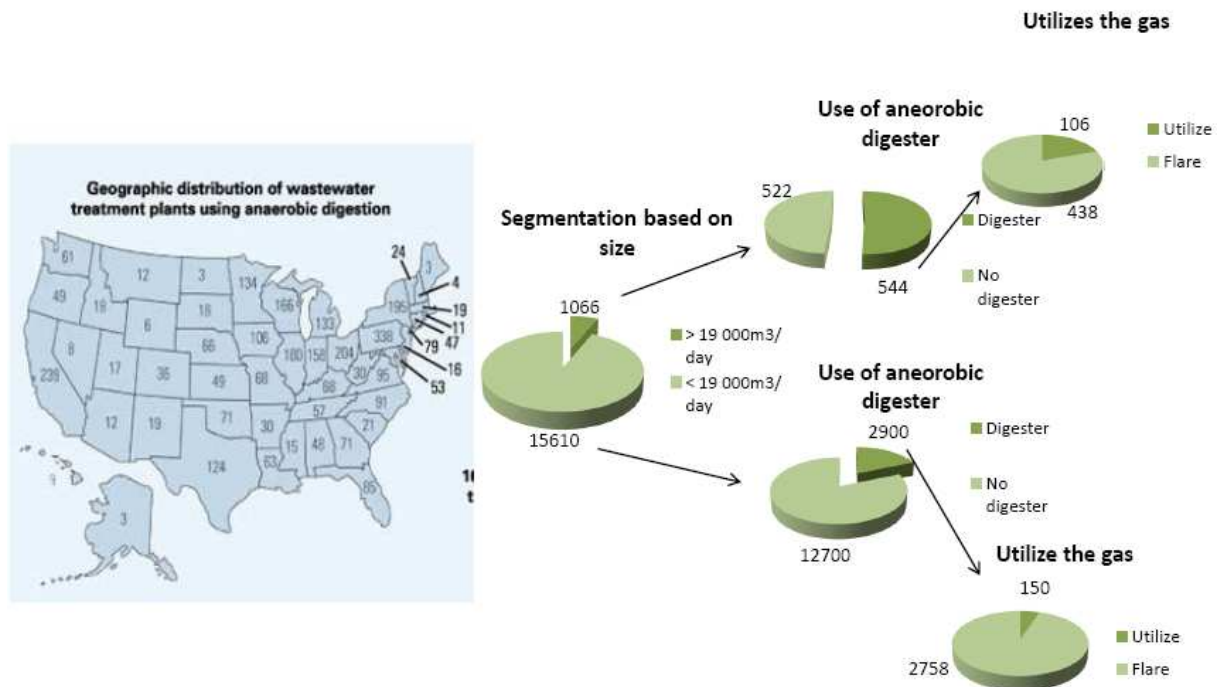 Utilizes the gas
Use of aneorobic
digester
106
Utilize
Flare
438
522
Digester
No
digester
544
Geographic distribution of wastewater
treatment plants using anaerobic digestion
61
12
3
134
24
3
4
49
18
18
166
133
195
19
11
47
6
106
338
79
8
66
180
158
204
16
17
36
49
68
30
95
53
239
68
91
12
19
71
30
57
21
124
63
15
48
71
85
9
3
Segmentation based on
size
1066
> 19 000m3/
day
< 19 000m3/
day
15610
Use of aneorobic
digester
2900
Digester
No
digester
12700
Utilize the gas
150
Utilize
Flare
2758